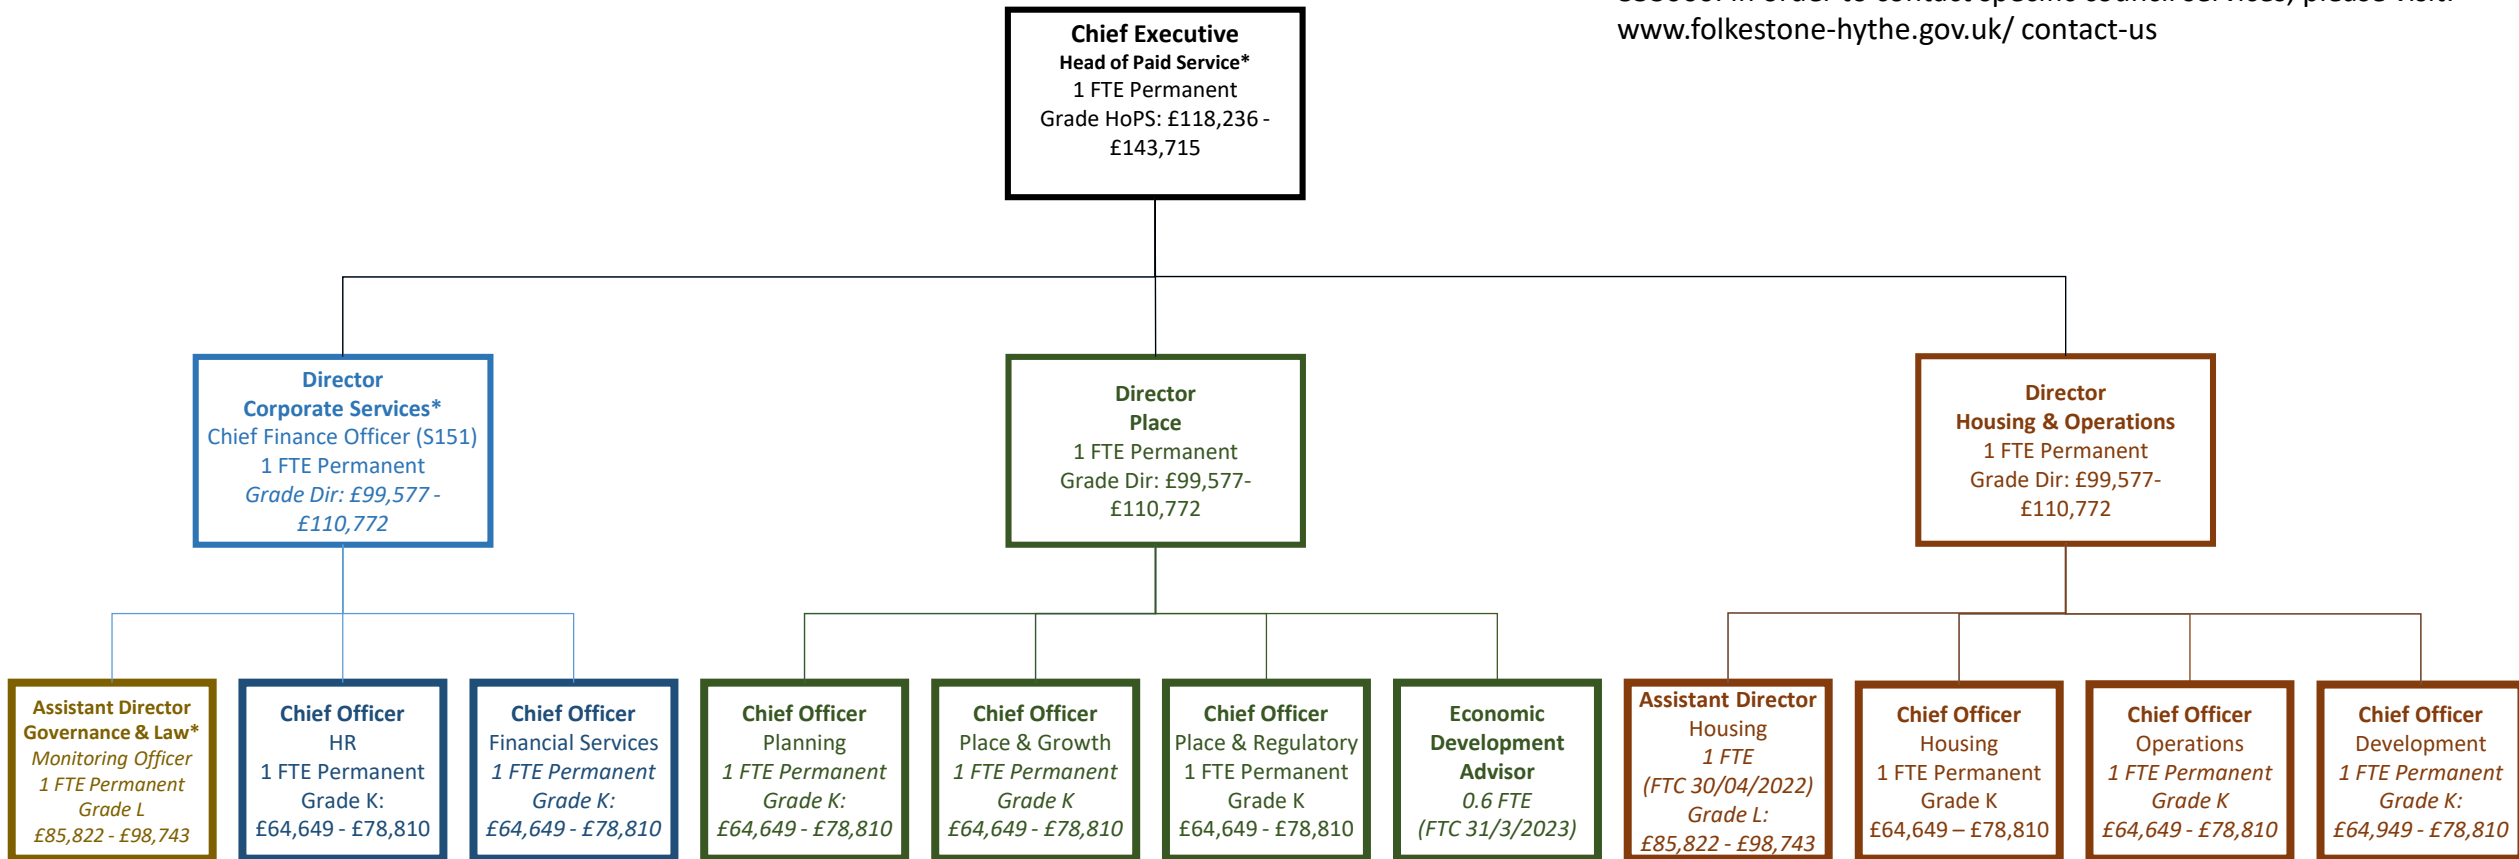 www.folkestone-hythe.gov.uk/ contact-us
Chief Executive
Head of Paid Service*
1 FTE Permanent
Grade HoPS: £118,236 -
£143,715
Director
Corporate Services*
Chief Finance Officer (S151)
1 FTE Permanent
Grade Dir: £99,577 -
£110,772
Director
Place
1 FTE Permanent
Grade Dir: £99,577-
£110,772
Director
Housing & Operations
1 FTE Permanent
Grade Dir: £99,577-
£110,772
Assistant Director
Governance & Law*
Monitoring Officer
1 FTE Permanent
Grade L
£85,822 - £98,743
Chief Officer
HR
1 FTE Permanent
Grade K:
£64,649 - £78,810
Chief Officer
Financial Services
1 FTE Permanent
Grade K:
£64,649 - £78,810
Chief Officer
Planning
1 FTE Permanent
Grade K:
£64,649 - £78,810
Chief Officer
Place & Growth
1 FTE Permanent
Grade K
£64,649 - £78,810
Chief Officer
Place & Regulatory
1 FTE Permanent
Grade K
£64,649 - £78,810
Economic
Development
Advisor
0.6 FTE
(FTC 31/3/2023)
Assistant Director
Housing
1 FTE
(FTC 30/04/2022)
Grade L:
£85,822 - £98,743
Chief Officer
Housing
1 FTE Permanent
Grade K
£64,649 – £78,810
Chief Officer
Operations
1 FTE Permanent
Grade K
£64,649 - £78,810
Chief Officer
Development
1 FTE Permanent
Grade K:
£64,949 - £78,810